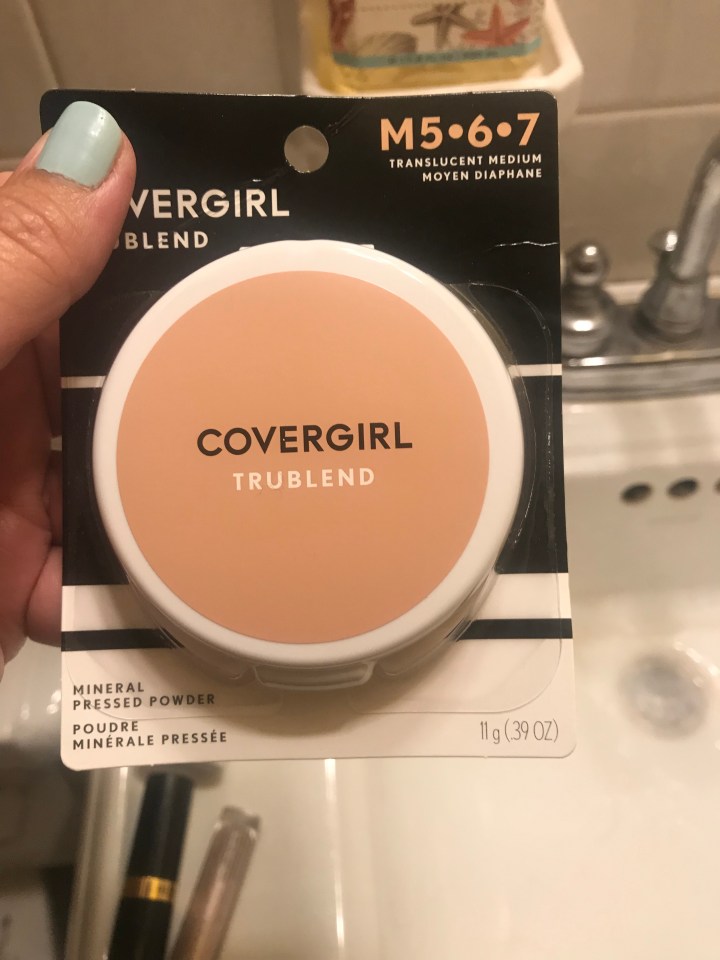 M5•6•7
TRANSLUCENT MEDIUM
MOYEN DIAPHANE
VERGIRL
UBLEND
COVERGIRL
TRUBLEND
MINERAL
PRESSED POWDER
POUDRE
MINÉRALE PRESSÉE
11 g (.39 OZ)